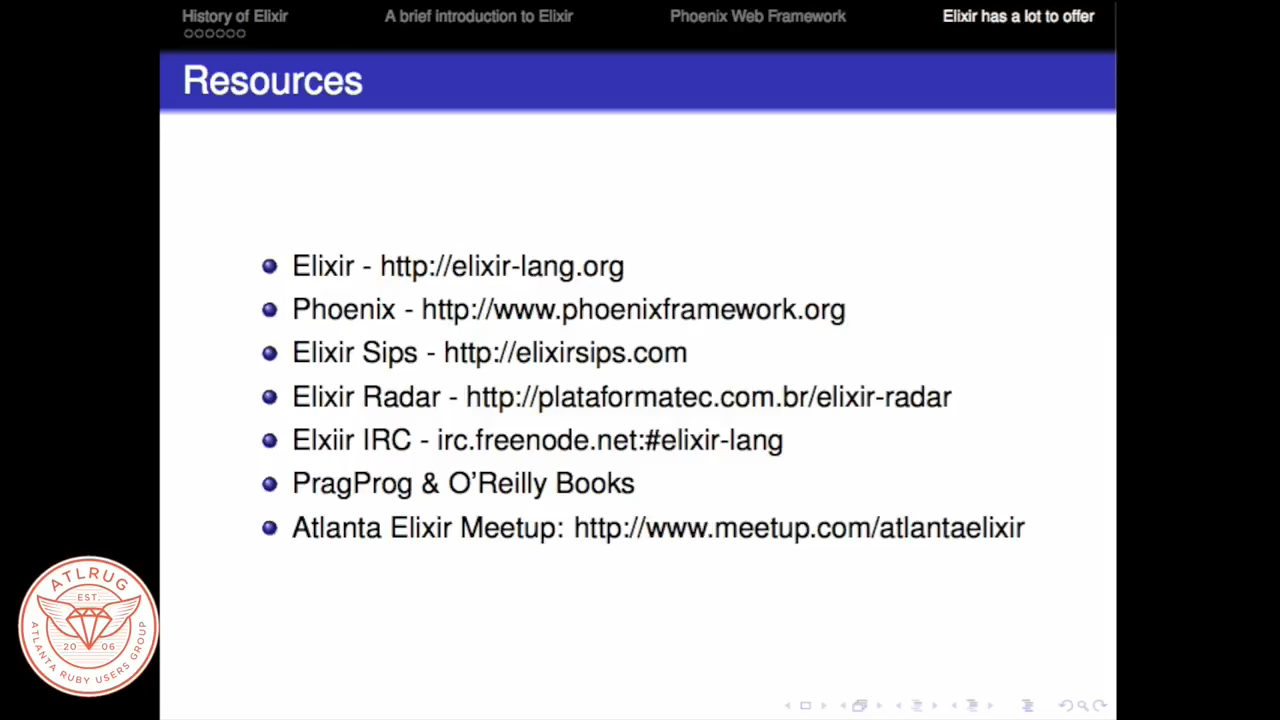 History of Elixir
A brief introduction to Elixir
Phoenix Web Framework
Elixir has a lot to offer
Resources
Elixir - http://elixir-lang.org
Phoenix - http://www.phoenixframework.org
Elixir Sips - http://elixirsips.com
Elixir Radar - http://plataformatec.com.br/elixir-radar
Elxiir IRC - irc.freenode.net:#elixir-lang
PragProg & O'Reilly Books
Atlanta Elixir Meetup: http://www.meetup.com/atlantaelixir
ATLRUG
EST.
20 06
ATLANTA RUBY USERS GROUP